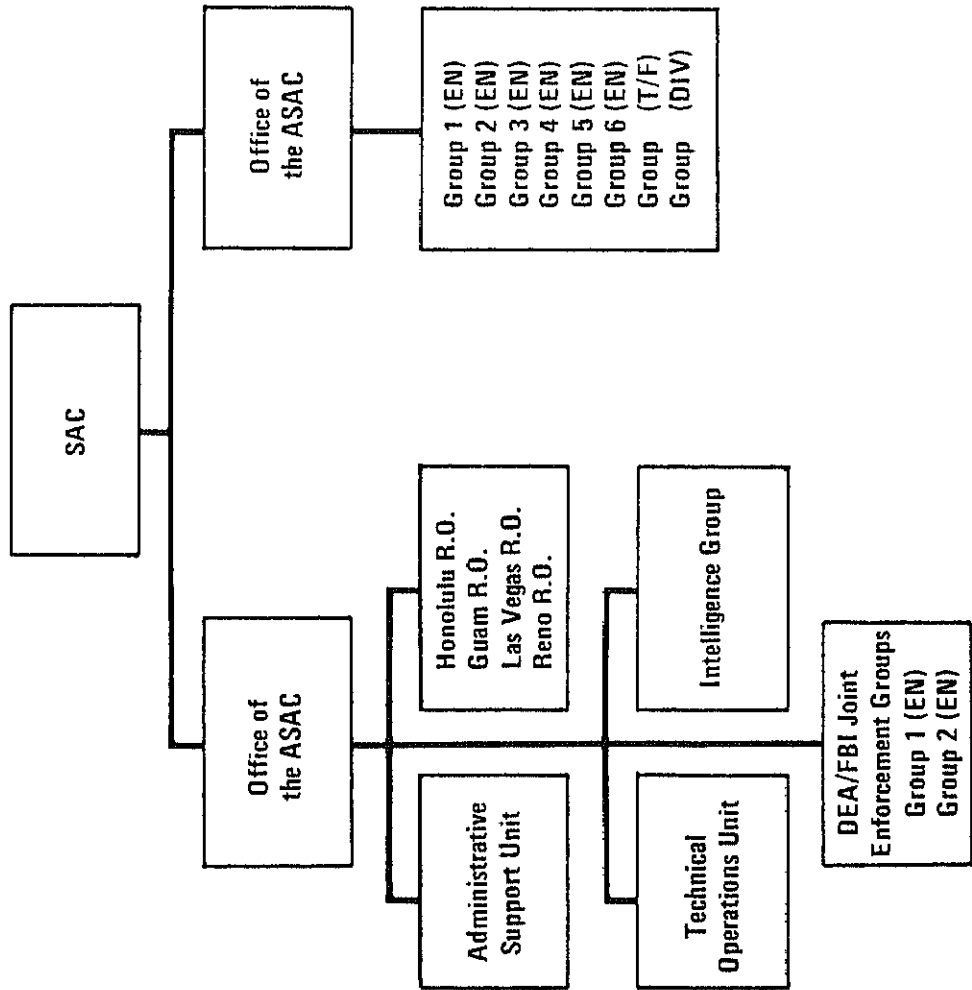 SAC
Office of
the ASAC
Office of
the ASAC
Administrative
Support Unit
Honolulu R.O.
Guam R.O.
Las Vegas R.O.
Reno R.O.
Technical
Operations Unit
Intelligence Group
DEA/FBI Joint
Enforcement Groups
Group 1 (EN)
Group 2 (EN)
Group 1 (EN)
Group 2 (EN)
Group 3 (EN)
Group 4 (EN)
Group 5 (EN)
Group 6 (EN)
Group (T/F)
Group (DIV)